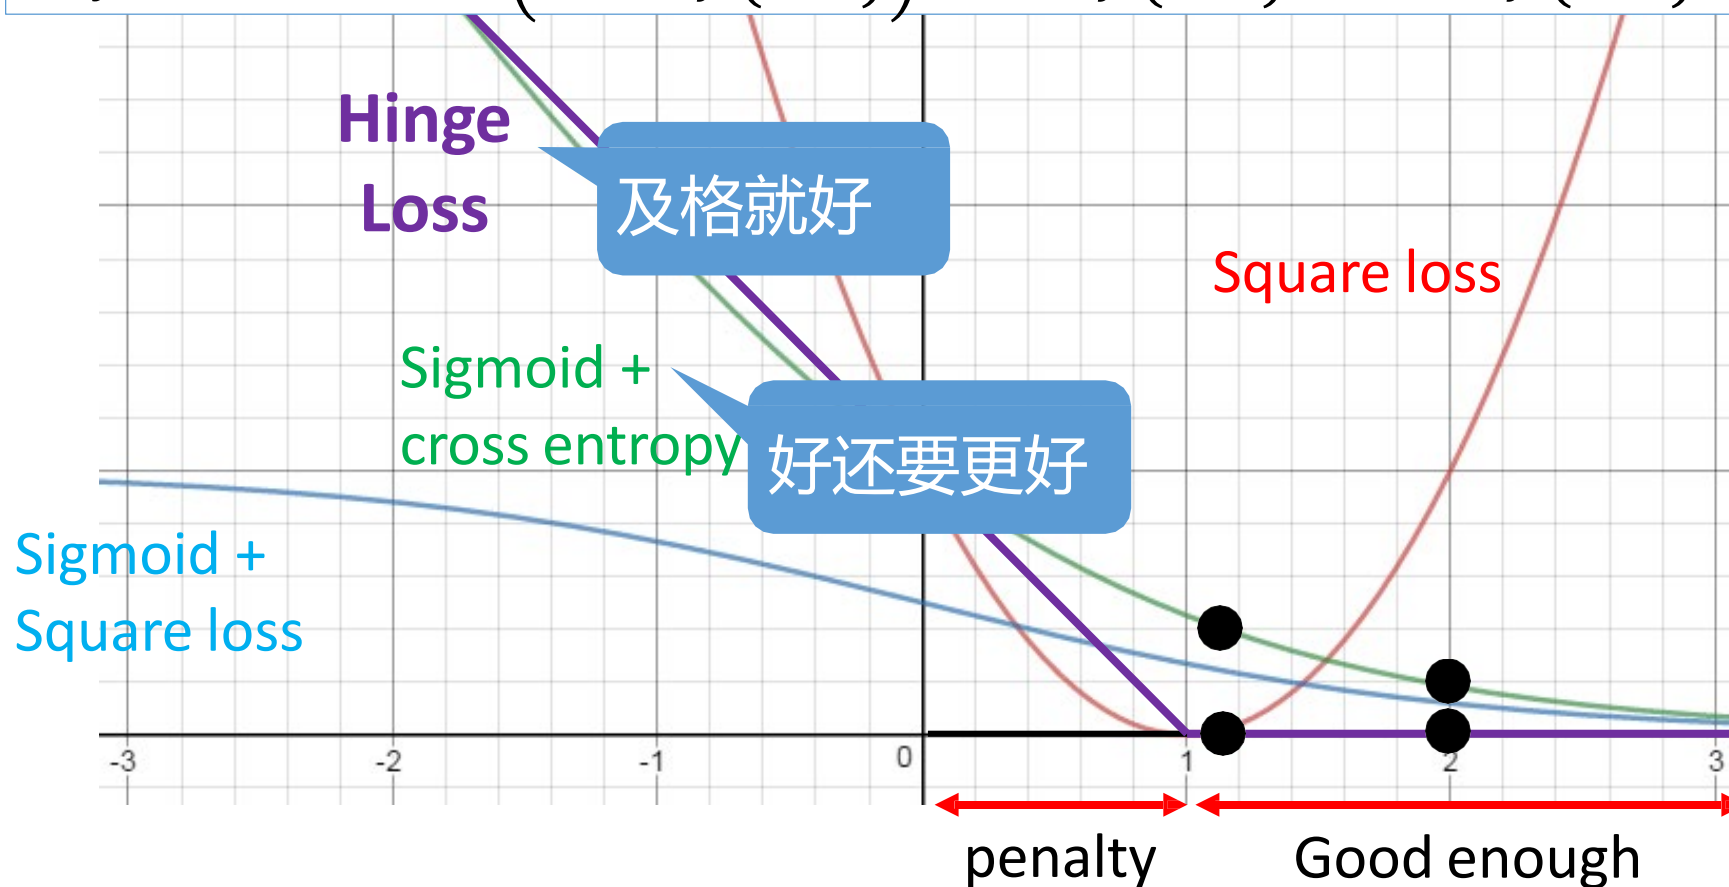 Hinge
Loss
及格就好
Square loss
Sigmoid +
cross entropy
好还要更好
Sigmoid +
Square loss
-3 -2 -1 0 1 2 3
penalty Good enough